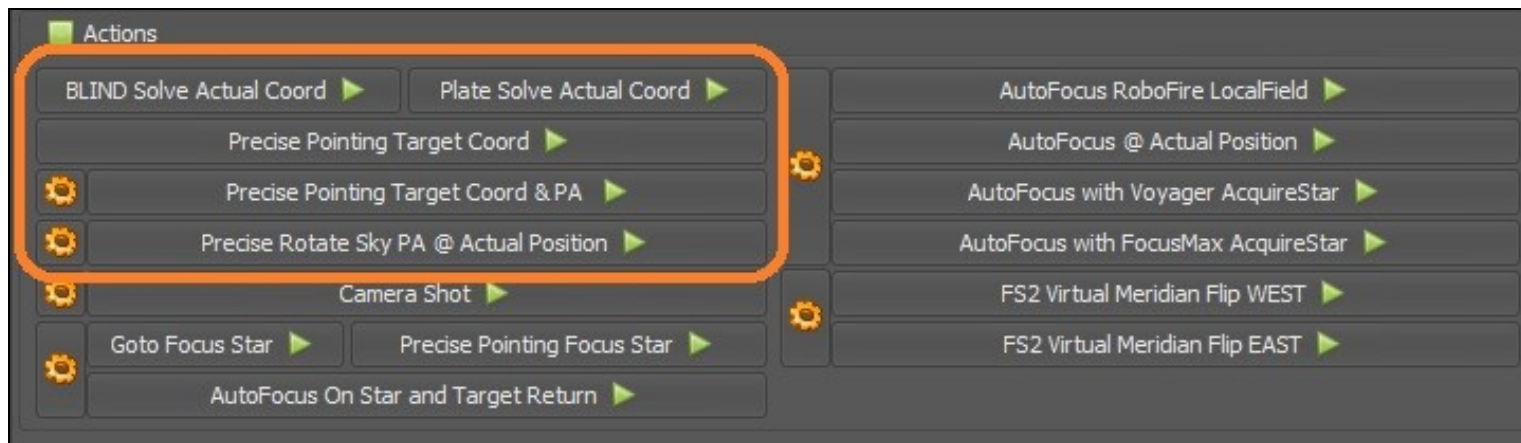 Actions
BLIND Solve Actual Coord
Plate Solve Actual Coord
Precise Pointing Target Coord
Precise Pointing Target Coord & PA
Precise Rotate Sky PA @ Actual Position
Camera Shot
Goto Focus Star
Precise Pointing Focus Star
AutoFocus On Star and Target Return
AutoFocus RoboFire LocalField
AutoFocus @ Actual Position
AutoFocus with Voyager AcquireStar
AutoFocus with FocusMax AcquireStar
FS2 Virtual Meridian Flip WEST
FS2 Virtual Meridian Flip EAST